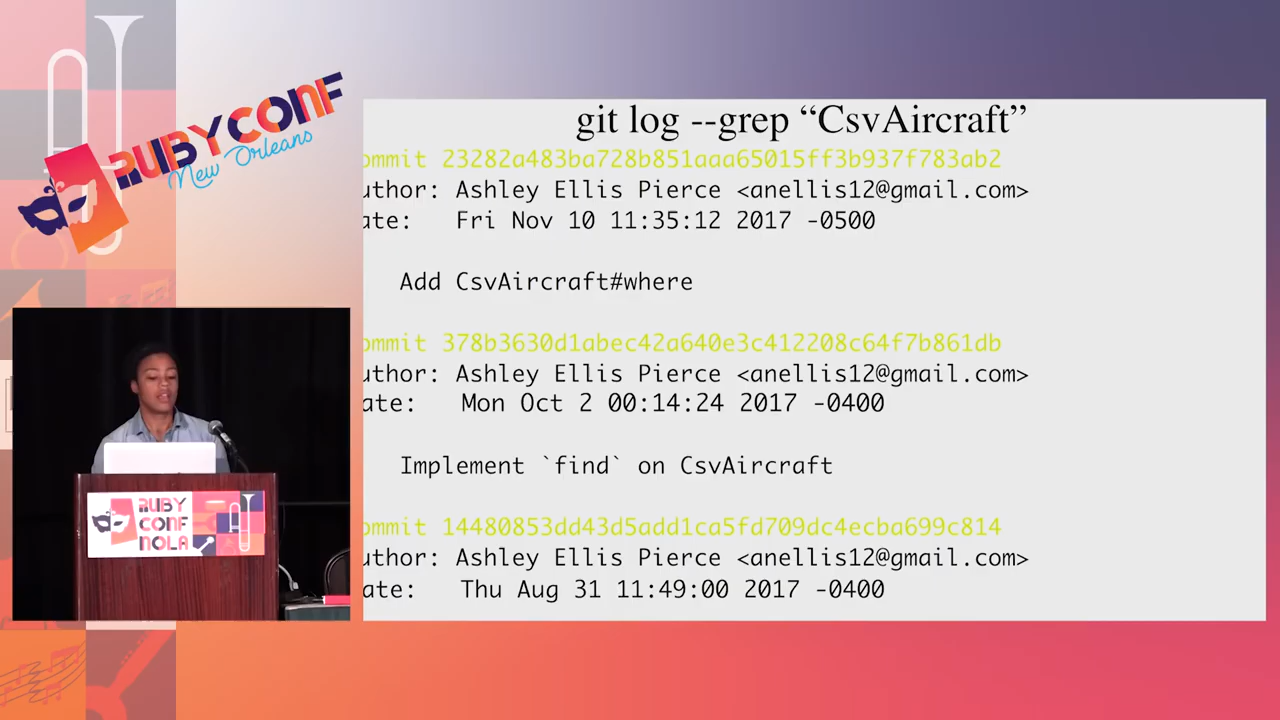 RUBYCONF
New Orleans
git log --grep “CsvAircraft”
ommit 23282a483ba728b851aaa65015ff3b937f783ab2
uthor: Ashley Ellis Pierce <anellis12@gmail.com>
ate: Fri Nov 10 11:35:12 2017 -0500
Add CsvAircraft#where
ommit 378b3630d1abec42a640e3c412208c64f7b861db
uthor: Ashley Ellis Pierce <anellis12@gmail.com>
ate: Mon Oct 2 00:14:24 2017 -0400
Implement `find` on CsvAircraft
ommit 14480853dd43d5add1ca5fd709dc4ecba699c814
uthor: Ashley Ellis Pierce <anellis12@gmail.com>
ate: Thu Aug 31 11:49:00 2017 -0400
RUBY
CONF
NOLA